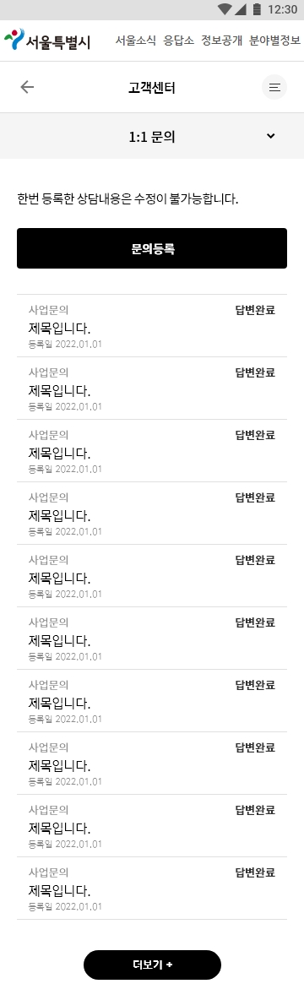 12:30
서울특별시 서울소식 응답소 정보공개 분야별정보
고객센터
1:1 문의
한번 등록한 상담내용은 수정이 불가능합니다.
문의등록
사업문의 답변완료
제목입니다.
등록일 2022.01.01
사업문의 답변완료
제목입니다.
등록일 2022.01.01
사업문의 답변완료
제목입니다.
등록일 2022.01.01
사업문의 답변완료
제목입니다.
등록일 2022.01.01
사업문의 답변완료
제목입니다.
등록일 2022.01.01
사업문의 답변완료
제목입니다.
등록일 2022.01.01
사업문의 답변완료
제목입니다.
등록일 2022.01.01
사업문의 답변완료
제목입니다.
등록일 2022.01.01
사업문의 답변완료
제목입니다.
등록일 2022.01.01
사업문의 답변완료
제목입니다.
등록일 2022.01.01
더보기 +